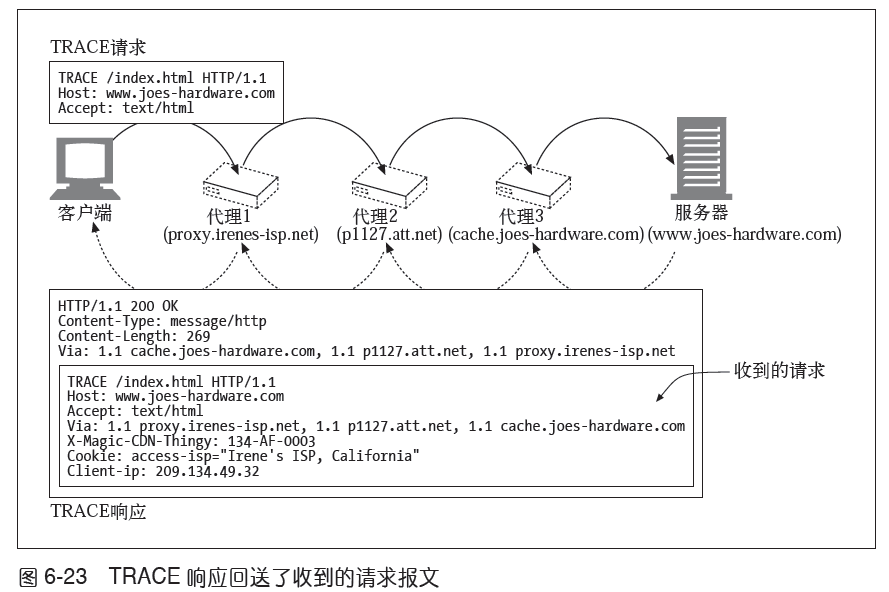 TRACE请求
TRACE /index.html HTTP/1.1
Host: www.joes-hardware.com
Accept: text/html
客户端
代理1
(proxy.irenes-isp.net)
代理2
(p1127.att.net)
代理3
(cache.joes-hardware.com)
服务器
(www.joes-hardware.com)
HTTP/1.1 200 OK
Content-Type: message/http
Content-Length: 269
Via: 1.1 cache.joes-hardware.com, 1.1 p1127.att.net, 1.1 proxy.irenes-isp.net
收到的请求
TRACE /index.html HTTP/1.1
Host: www.joes-hardware.com
Accept: text/html
Via: 1.1 proxy.irenes-isp.net, 1.1 p1127.att.net, 1.1 cache.joes-hardware.com
X-Magic-CDN-Thingy: 134-AF-0003
Cookie: access-isp="Irene's ISP, California"
Client-ip: 209.134.49.32
TRACE响应
图 6-23 TRACE 响应回送了收到的请求报文